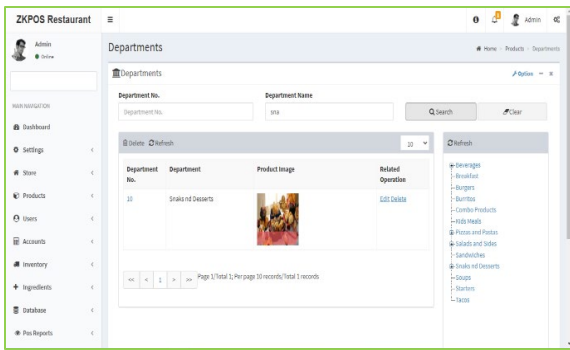 ZKPOS Restaurant
Admin
Admin
Online
MAIN NAVIGATION
Dashboard
Settings
Store
Products
Users
Accounts
Inventory
Ingredients
Database
Pos Reports
Departments
Home > Products > Departments
Departments
Option
Department No.
Department Name
Department No.
sna
Search
Clear
Delete Refresh
10
Department No.
Department
Product Image
Related Operation
10
Snaks nd Desserts
Edit Delete
<< < 1 > >> Page 1/Total 1; Per page 10 records/Total 1 records
Refresh
Beverages
Breakfast
Burgers
Burritos
Combo Products
Kids Meals
Pizzas and Pastas
Salads and Sides
Sandwiches
Snaks nd Desserts
Soups
Starters
Tacos